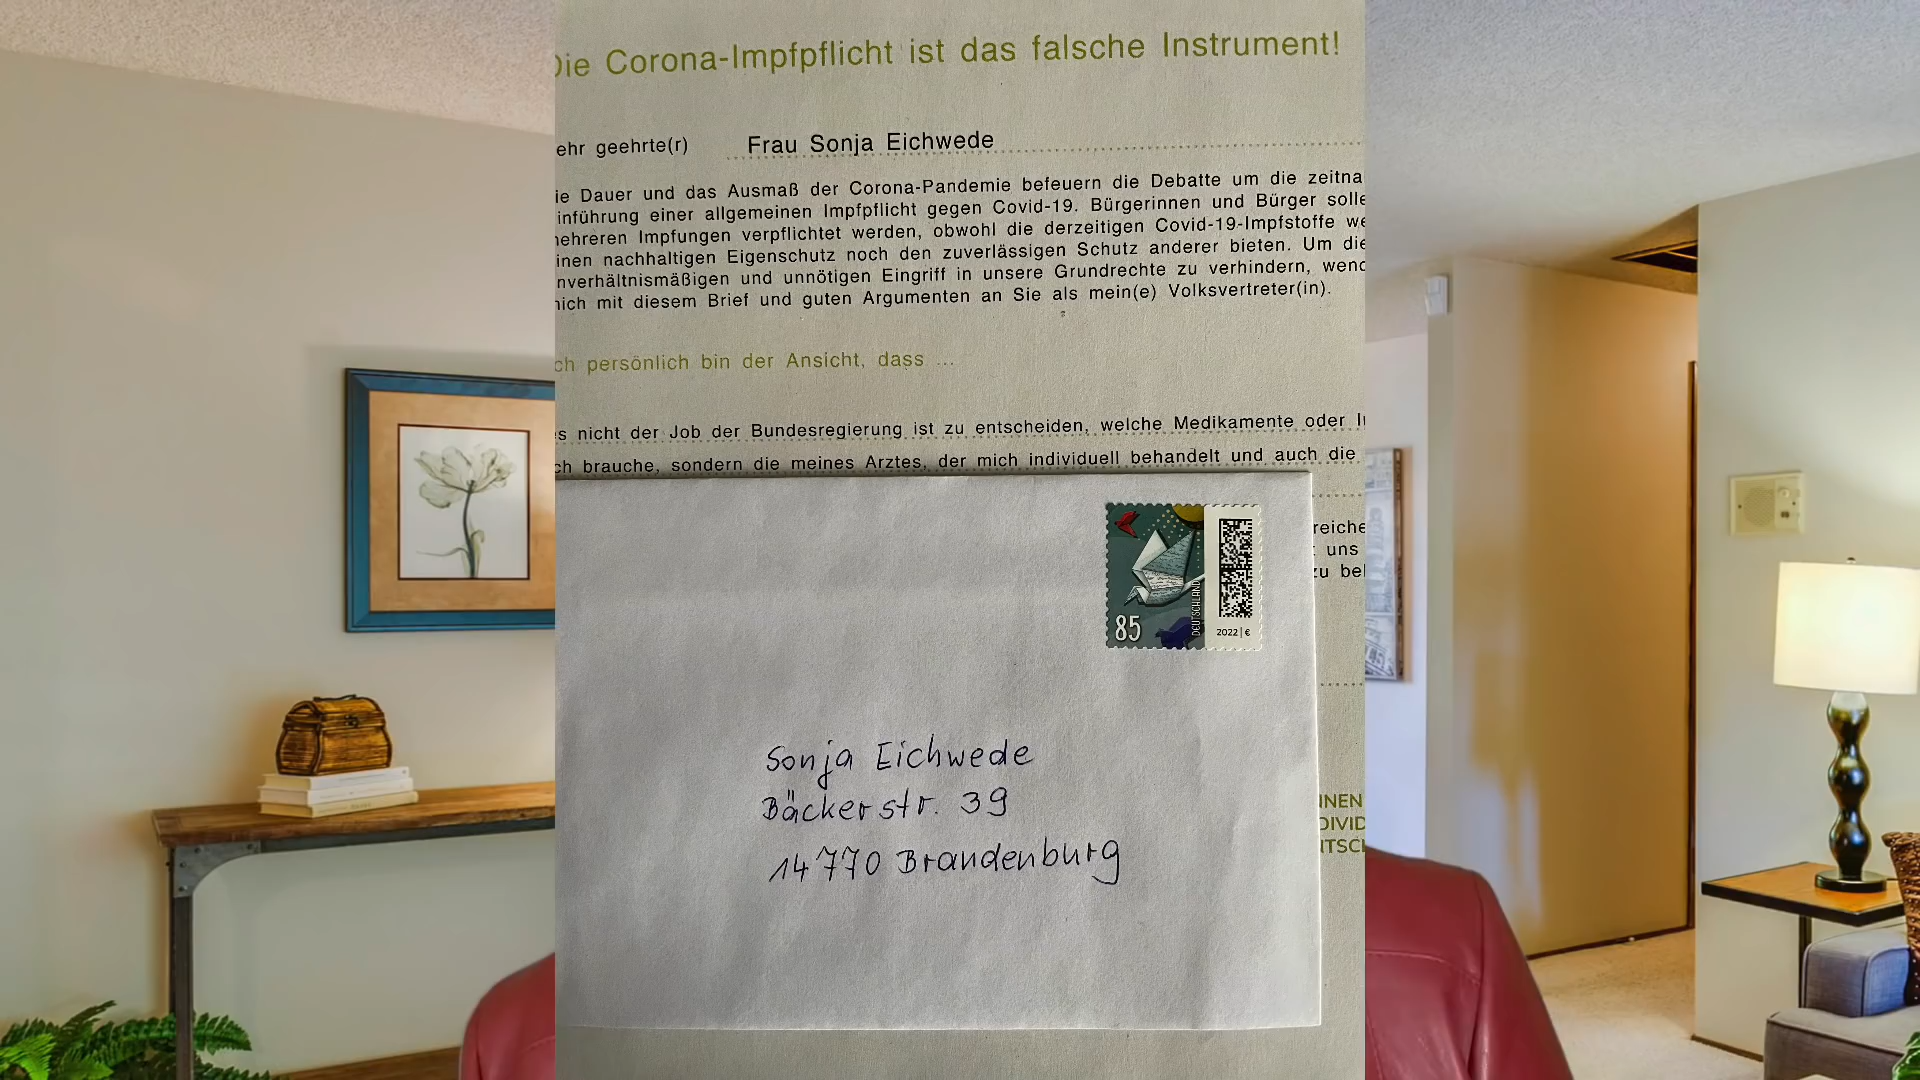 Die Corona-Impfpflicht ist das falsche Instrument!
ehr geehrte(r) Frau Sonja Eichwede
ie Dauer und das Ausmaß der Corona-Pandemie befeuern die Debatte um die zeitna
inführung einer allgemeinen Impfpflicht gegen Covid-19. Bürgerinnen und Bürger solle
ehreren Impfungen verpflichtet werden, obwohl die derzeitigen Covid-19-Impfstoffe we
inen nachhaltigen Eigenschutz noch den zuverlässigen Schutz anderer bieten. Um die
nverhältnismäßigen und unnötigen Eingriff in unsere Grundrechte zu verhindern, wend
ich mit diesem Brief und guten Argumenten an Sie als mein(e) Volksvertreter(in).
ch persönlich bin der Ansicht, dass ...
s nicht der Job der Bundesregierung ist zu entscheiden, welche Medikamente oder I
ch brauche, sondern die meines Arztes, der mich individuell behandelt und auch die
reiche
uns
zu be
85
DEUTSCHLAND
2022 | €
Sonja Eichwede
Bäckerstr. 39
14770 Brandenburg
INNEN
DIVID
TSC